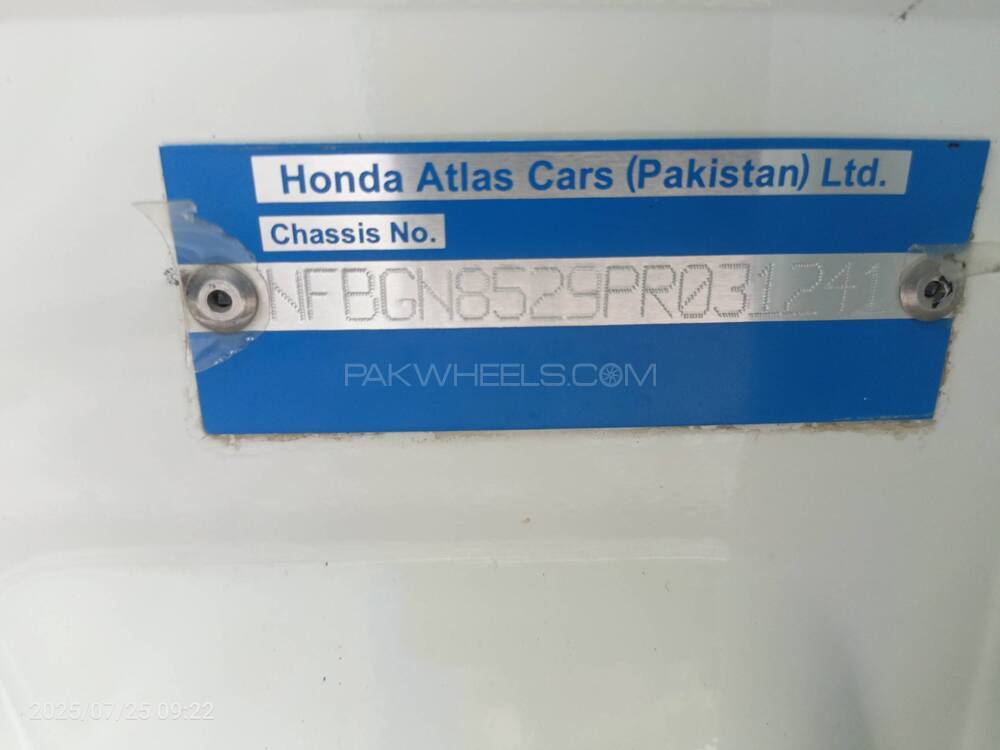 Honda Atlas Cars (Pakistan) Ltd.
Chassis No.
NFBGN8529PR031241
PAKWHEELS.COM
2025/07/25 09:22